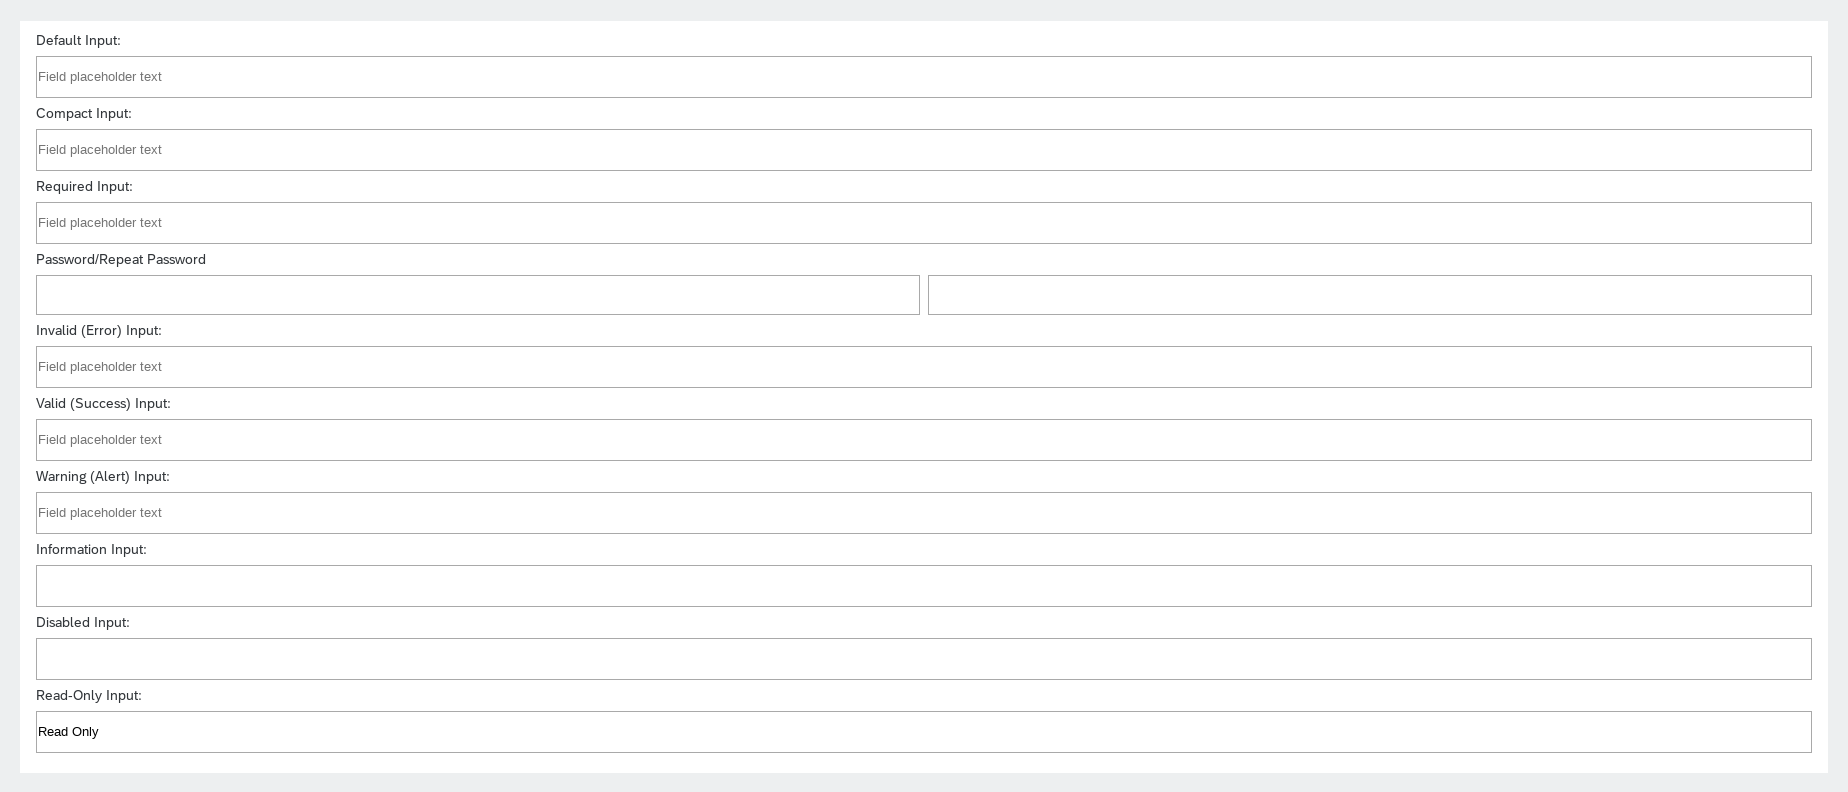 Default Input:
Field placeholder text
Compact Input:
Field placeholder text
Required Input:
Field placeholder text
Password/Repeat Password
Invalid (Error) Input:
Field placeholder text
Valid (Success) Input:
Field placeholder text
Warning (Alert) Input:
Field placeholder text
Information Input:
Disabled Input:
Read-Only Input:
Read Only